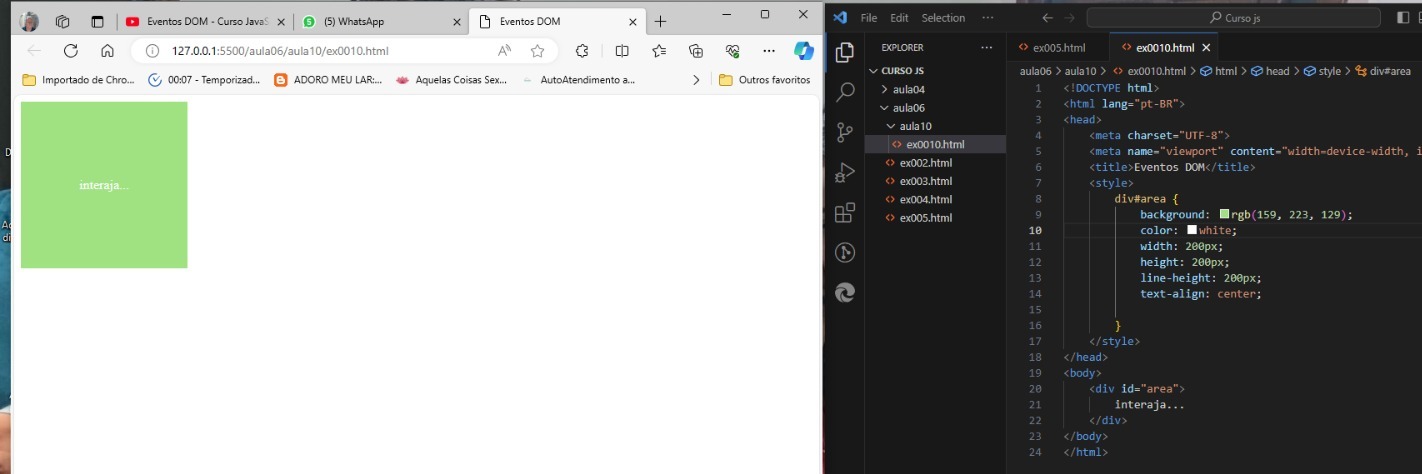 Eventos DOM - Curso JavaS
(5) WhatsApp
Eventos DOM
127.0.0.1:5500/aula06/aula10/ex0010.html
Importado de Chro...
00:07 - Temporizad...
ADORO MEU LAR:...
Aquelas Coisas Sex...
AutoAtendimento a...
Outros favoritos
interaja...
File Edit Selection ...
Curso js
EXPLORER
CURSO JS
aula04
aula06
aula10
ex0010.html
ex002.html
ex003.html
ex004.html
ex005.html
ex005.html
ex0010.html
aula06 > aula10 > ex0010.html > html > head > style > div#area
1 <!DOCTYPE html>
2 <html lang="pt-BR">
3 <head>
4 <meta charset="UTF-8">
5 <meta name="viewport" content="width=device-width, i
6 <title>Eventos DOM</title>
7 <style>
8 div#area {
9 background: rgb(159, 223, 129);
10 color: white;
11 width: 200px;
12 height: 200px;
13 line-height: 200px;
14 text-align: center;
15
16 }
17 </style>
18 </head>
19 <body>
20 <div id="area">
21 interaja...
22 </div>
23 </body>
24 </html>